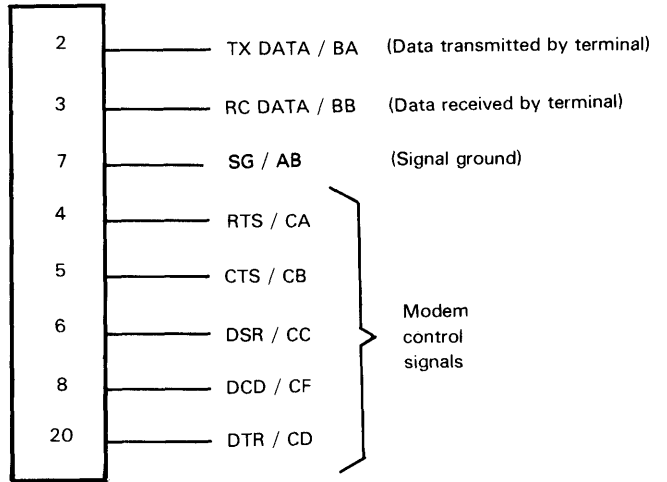 2 TX DATA / BA (Data transmitted by terminal)
3 RC DATA / BB (Data received by terminal)
7 SG / AB (Signal ground)
4 RTS / CA
5 CTS / CB
6 DSR / CC
8 DCD / CF
20 DTR / CD
Modem
control
signals